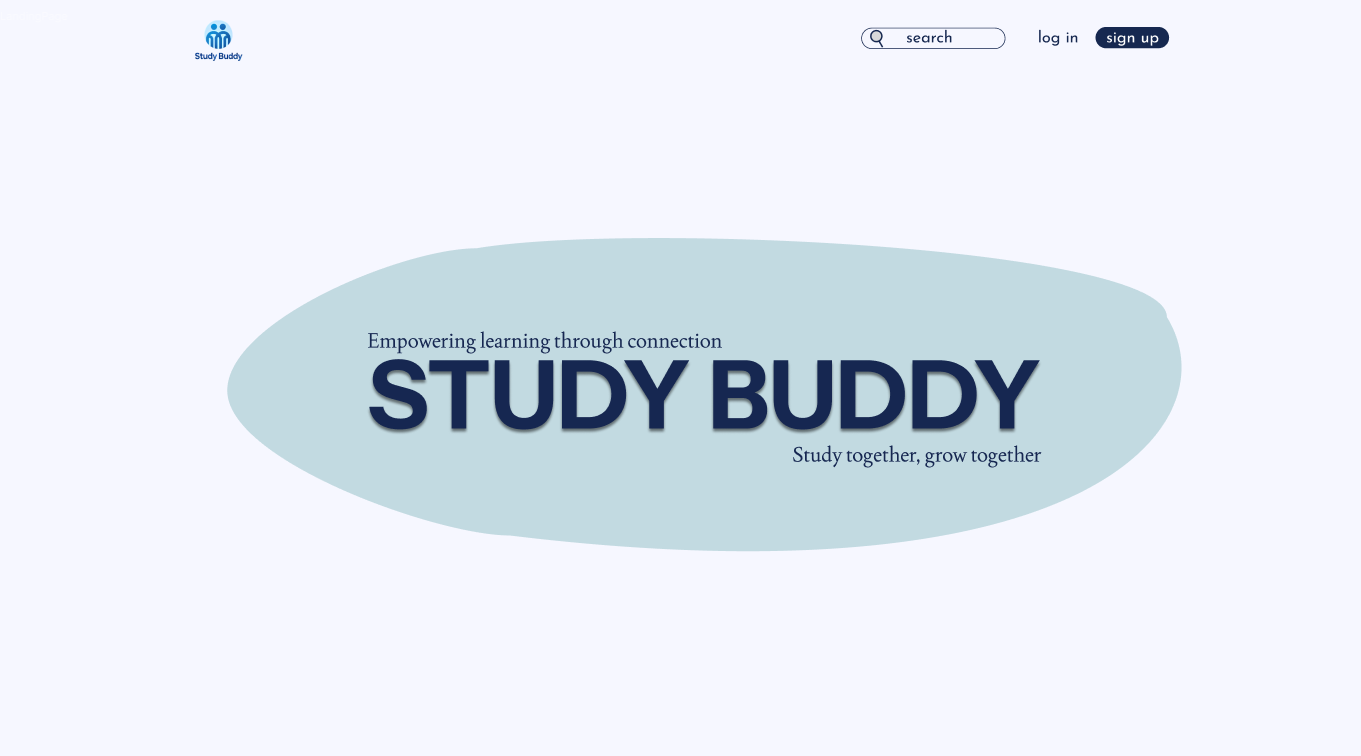 Study Buddy
search
log in
sign up
Empowering learning through connection
STUDY BUDDY
Study together, grow together